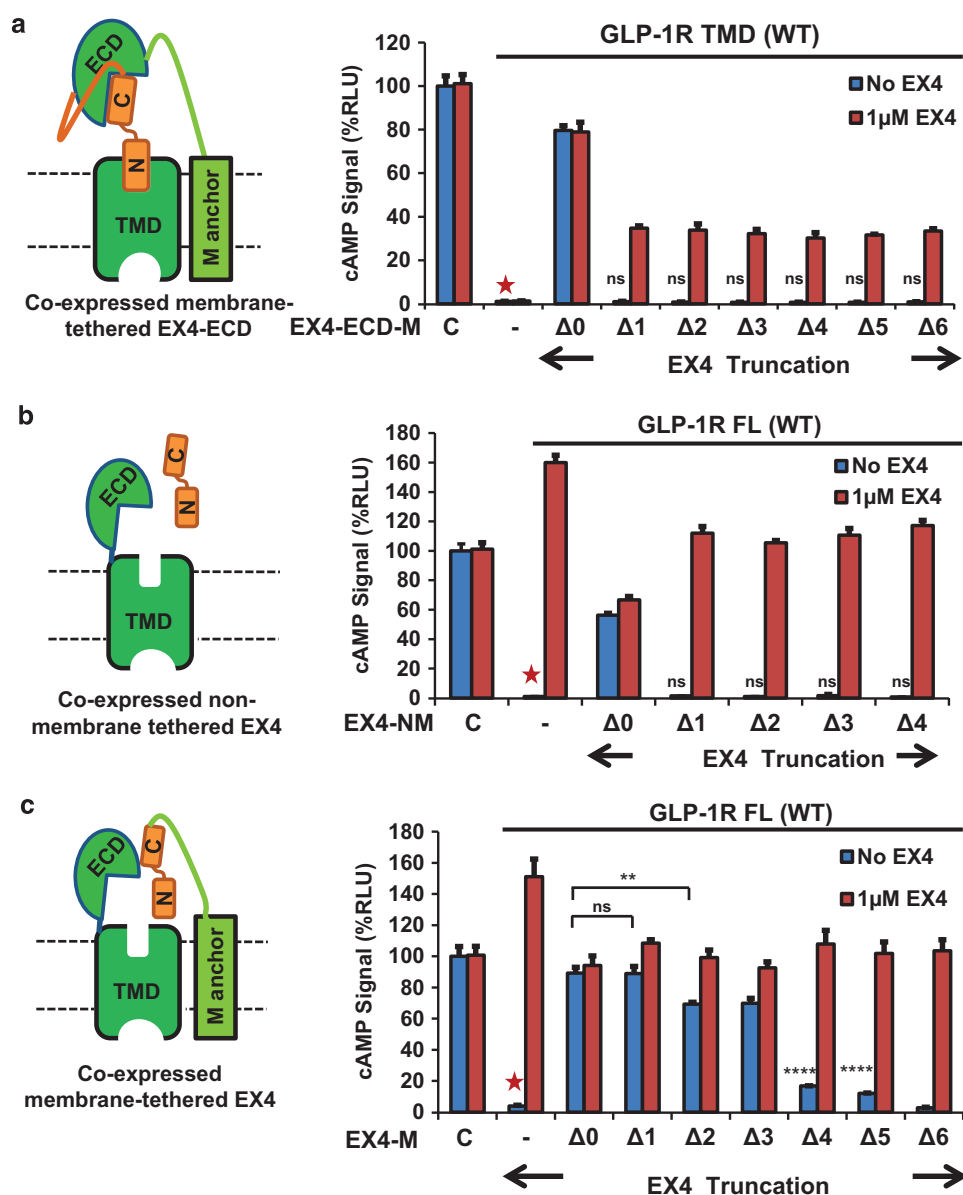 a
ECD
C
N
TMD
M anchor
Co-expressed membrane-
tethered EX4-ECD
GLP-1R TMD (WT)
No EX4
1µM EX4
cAMP Signal (%RLU)
120
100
80
60
40
20
0
★
ns
ns
ns
ns
ns
ns
EX4-ECD-M
C
-
Δ0
Δ1
Δ2
Δ3
Δ4
Δ5
Δ6
EX4 Truncation
b
ECD
C
N
TMD
Co-expressed non-
membrane tethered EX4
GLP-1R FL (WT)
No EX4
1µM EX4
cAMP Signal (%RLU)
180
160
140
120
100
80
60
40
20
0
★
ns
ns
ns
ns
EX4-NM
C
-
Δ0
Δ1
Δ2
Δ3
Δ4
EX4 Truncation
c
ECD
C
N
TMD
M anchor
Co-expressed
membrane-tethered EX4
GLP-1R FL (WT)
No EX4
1µM EX4
cAMP Signal (%RLU)
180
160
140
120
100
80
60
40
20
0
★
**
ns
****
****
EX4-M
C
-
Δ0
Δ1
Δ2
Δ3
Δ4
Δ5
Δ6
EX4 Truncation